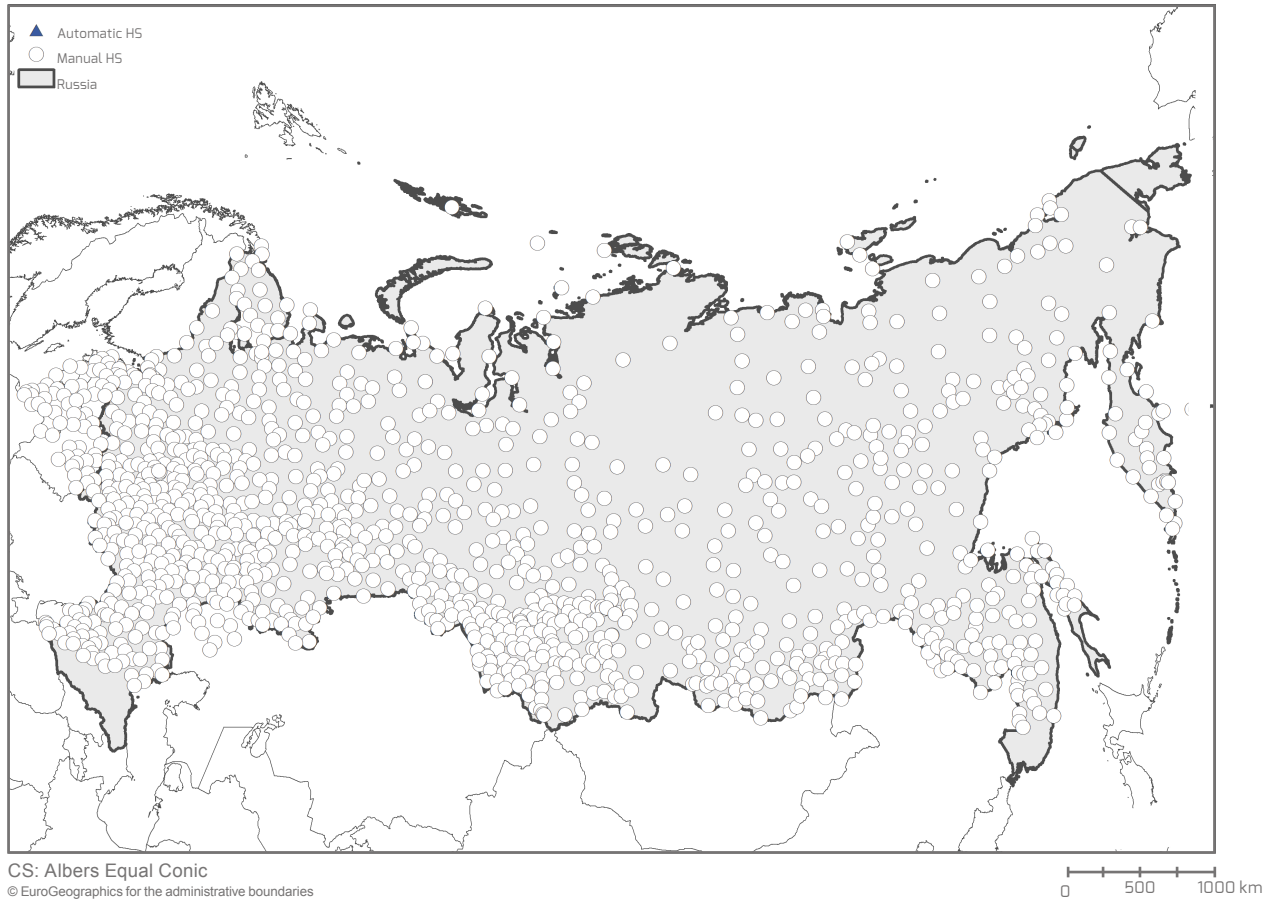 Automatic HS
Manual HS
Russia
CS: Albers Equal Conic
© EuroGeographics for the administrative boundaries
0 500 1000 km